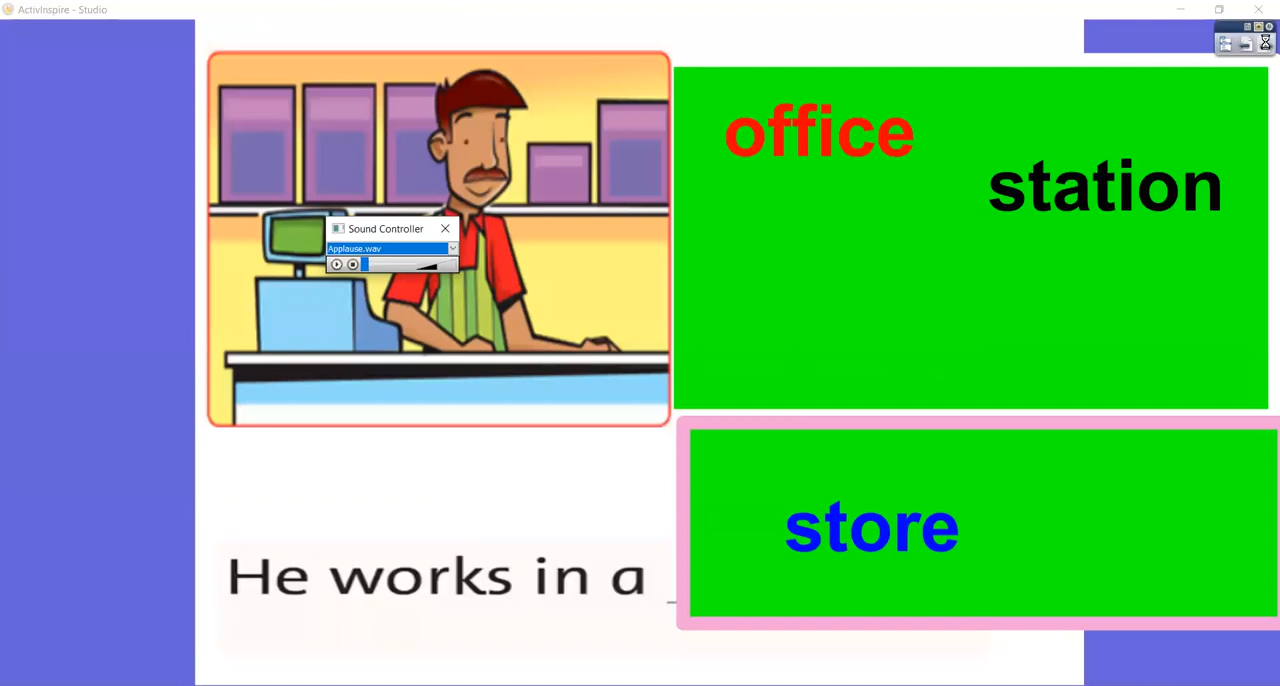 ActivInspire - Studio
office
station
Sound Controller
Applause.wav
store
He works in a _